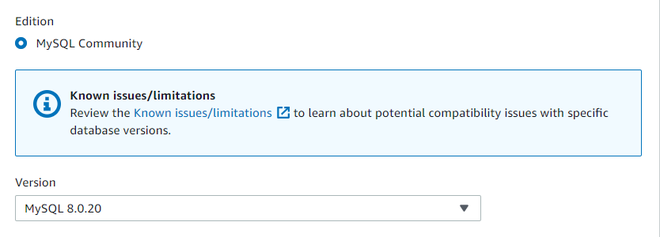 Edition
MySQL Community
Known issues/limitations
Review the Known issues/limitations to learn about potential compatibility issues with specific
database versions.
Version
MySQL 8.0.20